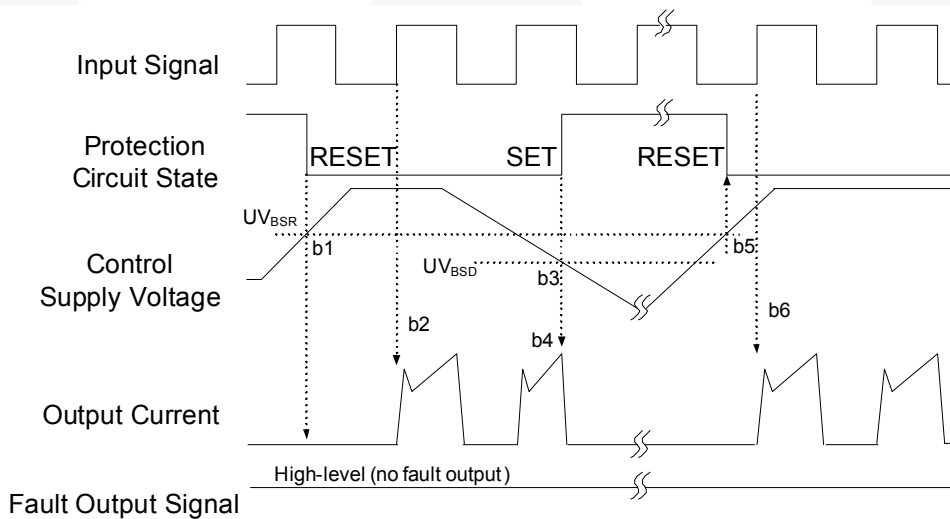 Input Signal
Protection
Circuit State
RESET
SET
RESET
UVBSR
b1
b5
Control
Supply Voltage
UVBSD
b3
b2
b4
b6
Output Current
High-level (no fault output)
Fault Output Signal